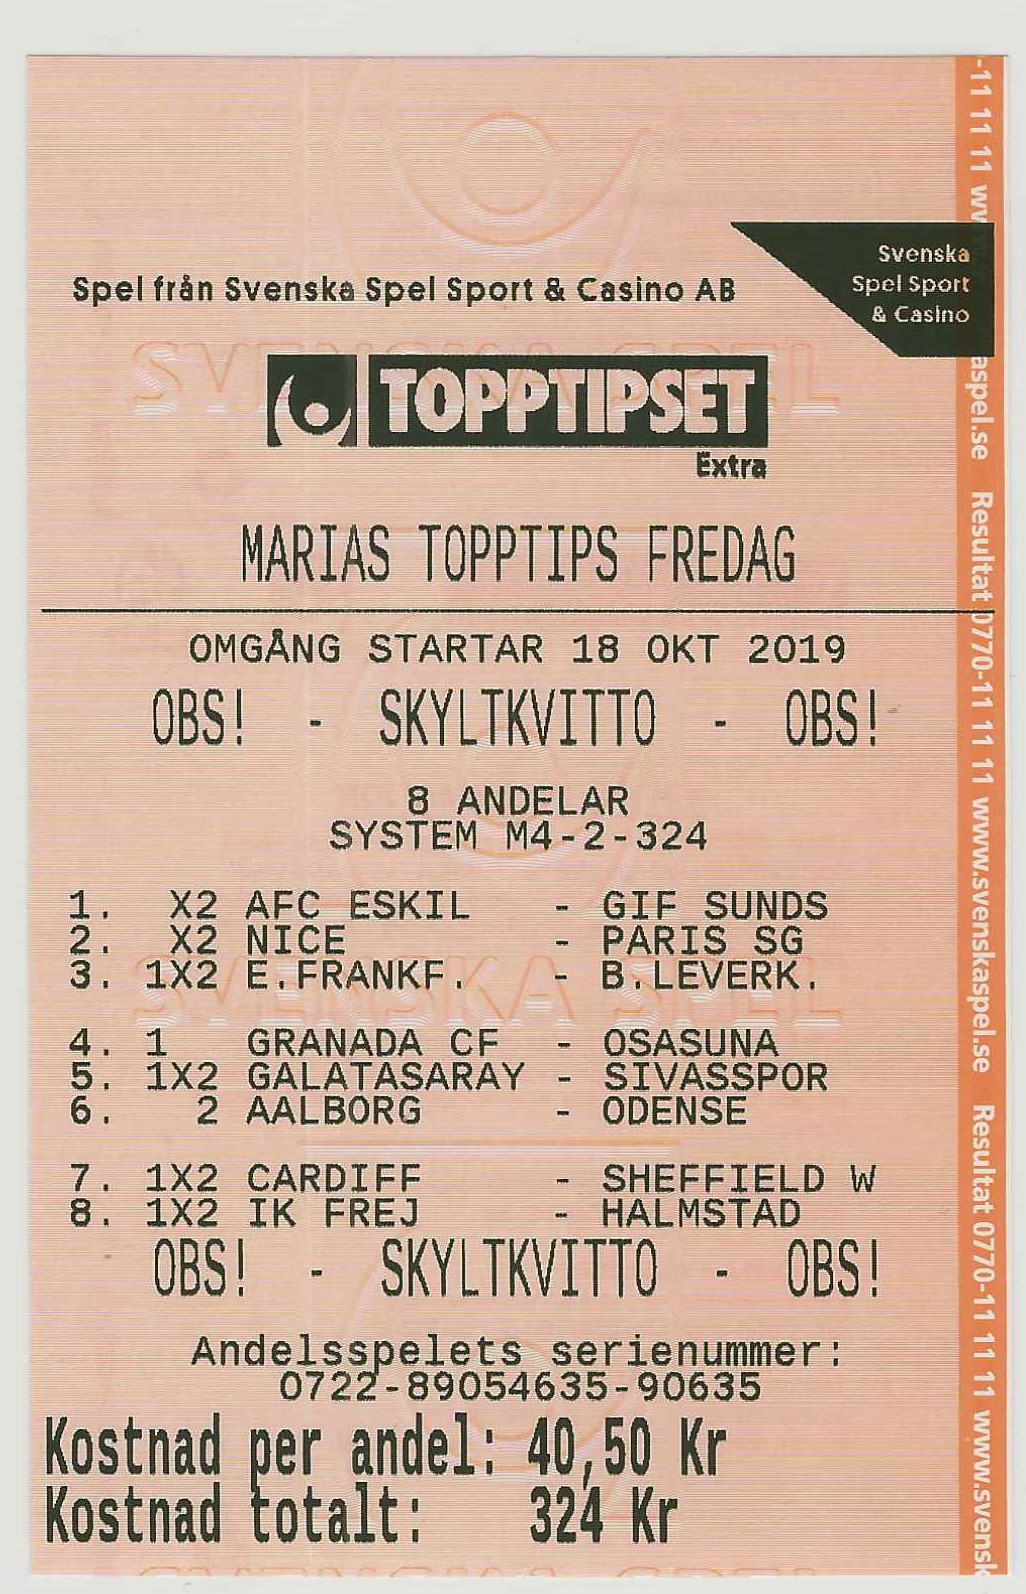 Svenska
Spel Sport
& Casino
Spel från Svenska Spel Sport & Casino AB
SVENSKA SPEL
TOPPTIPSET
Extra
MARIAS TOPPTIPS FREDAG
OMGÅNG STARTAR 18 OKT 2019
OBS! - SKYLTKVITTO - OBS!
8 ANDELAR
SYSTEM M4-2-324
1. X2 AFC ESKIL - GIF SUNDS
2. X2 NICE - PARIS SG
3. 1X2 E.FRANKF. - B.LEVERK.
SVENSKA SPEL
4. 1 GRANADA CF - OSASUNA
5. 1X2 GALATASARAY - SIVASSPOR
6. 2 AALBORG - ODENSE
7. 1X2 CARDIFF - SHEFFIELD W
8. 1X2 IK FREJ - HALMSTAD
OBS! - SKYLTKVITTO - OBS!
Andelsspelets serienummer:
0722-89054635-90635
Kostnad per andel: 40,50 Kr
Kostnad totalt: 324 Kr
-11 11 11 aspel.se Resultat 0770-11 11 11 www.svenskaspel.se Resultat 0770-11 11 11 www.svensk